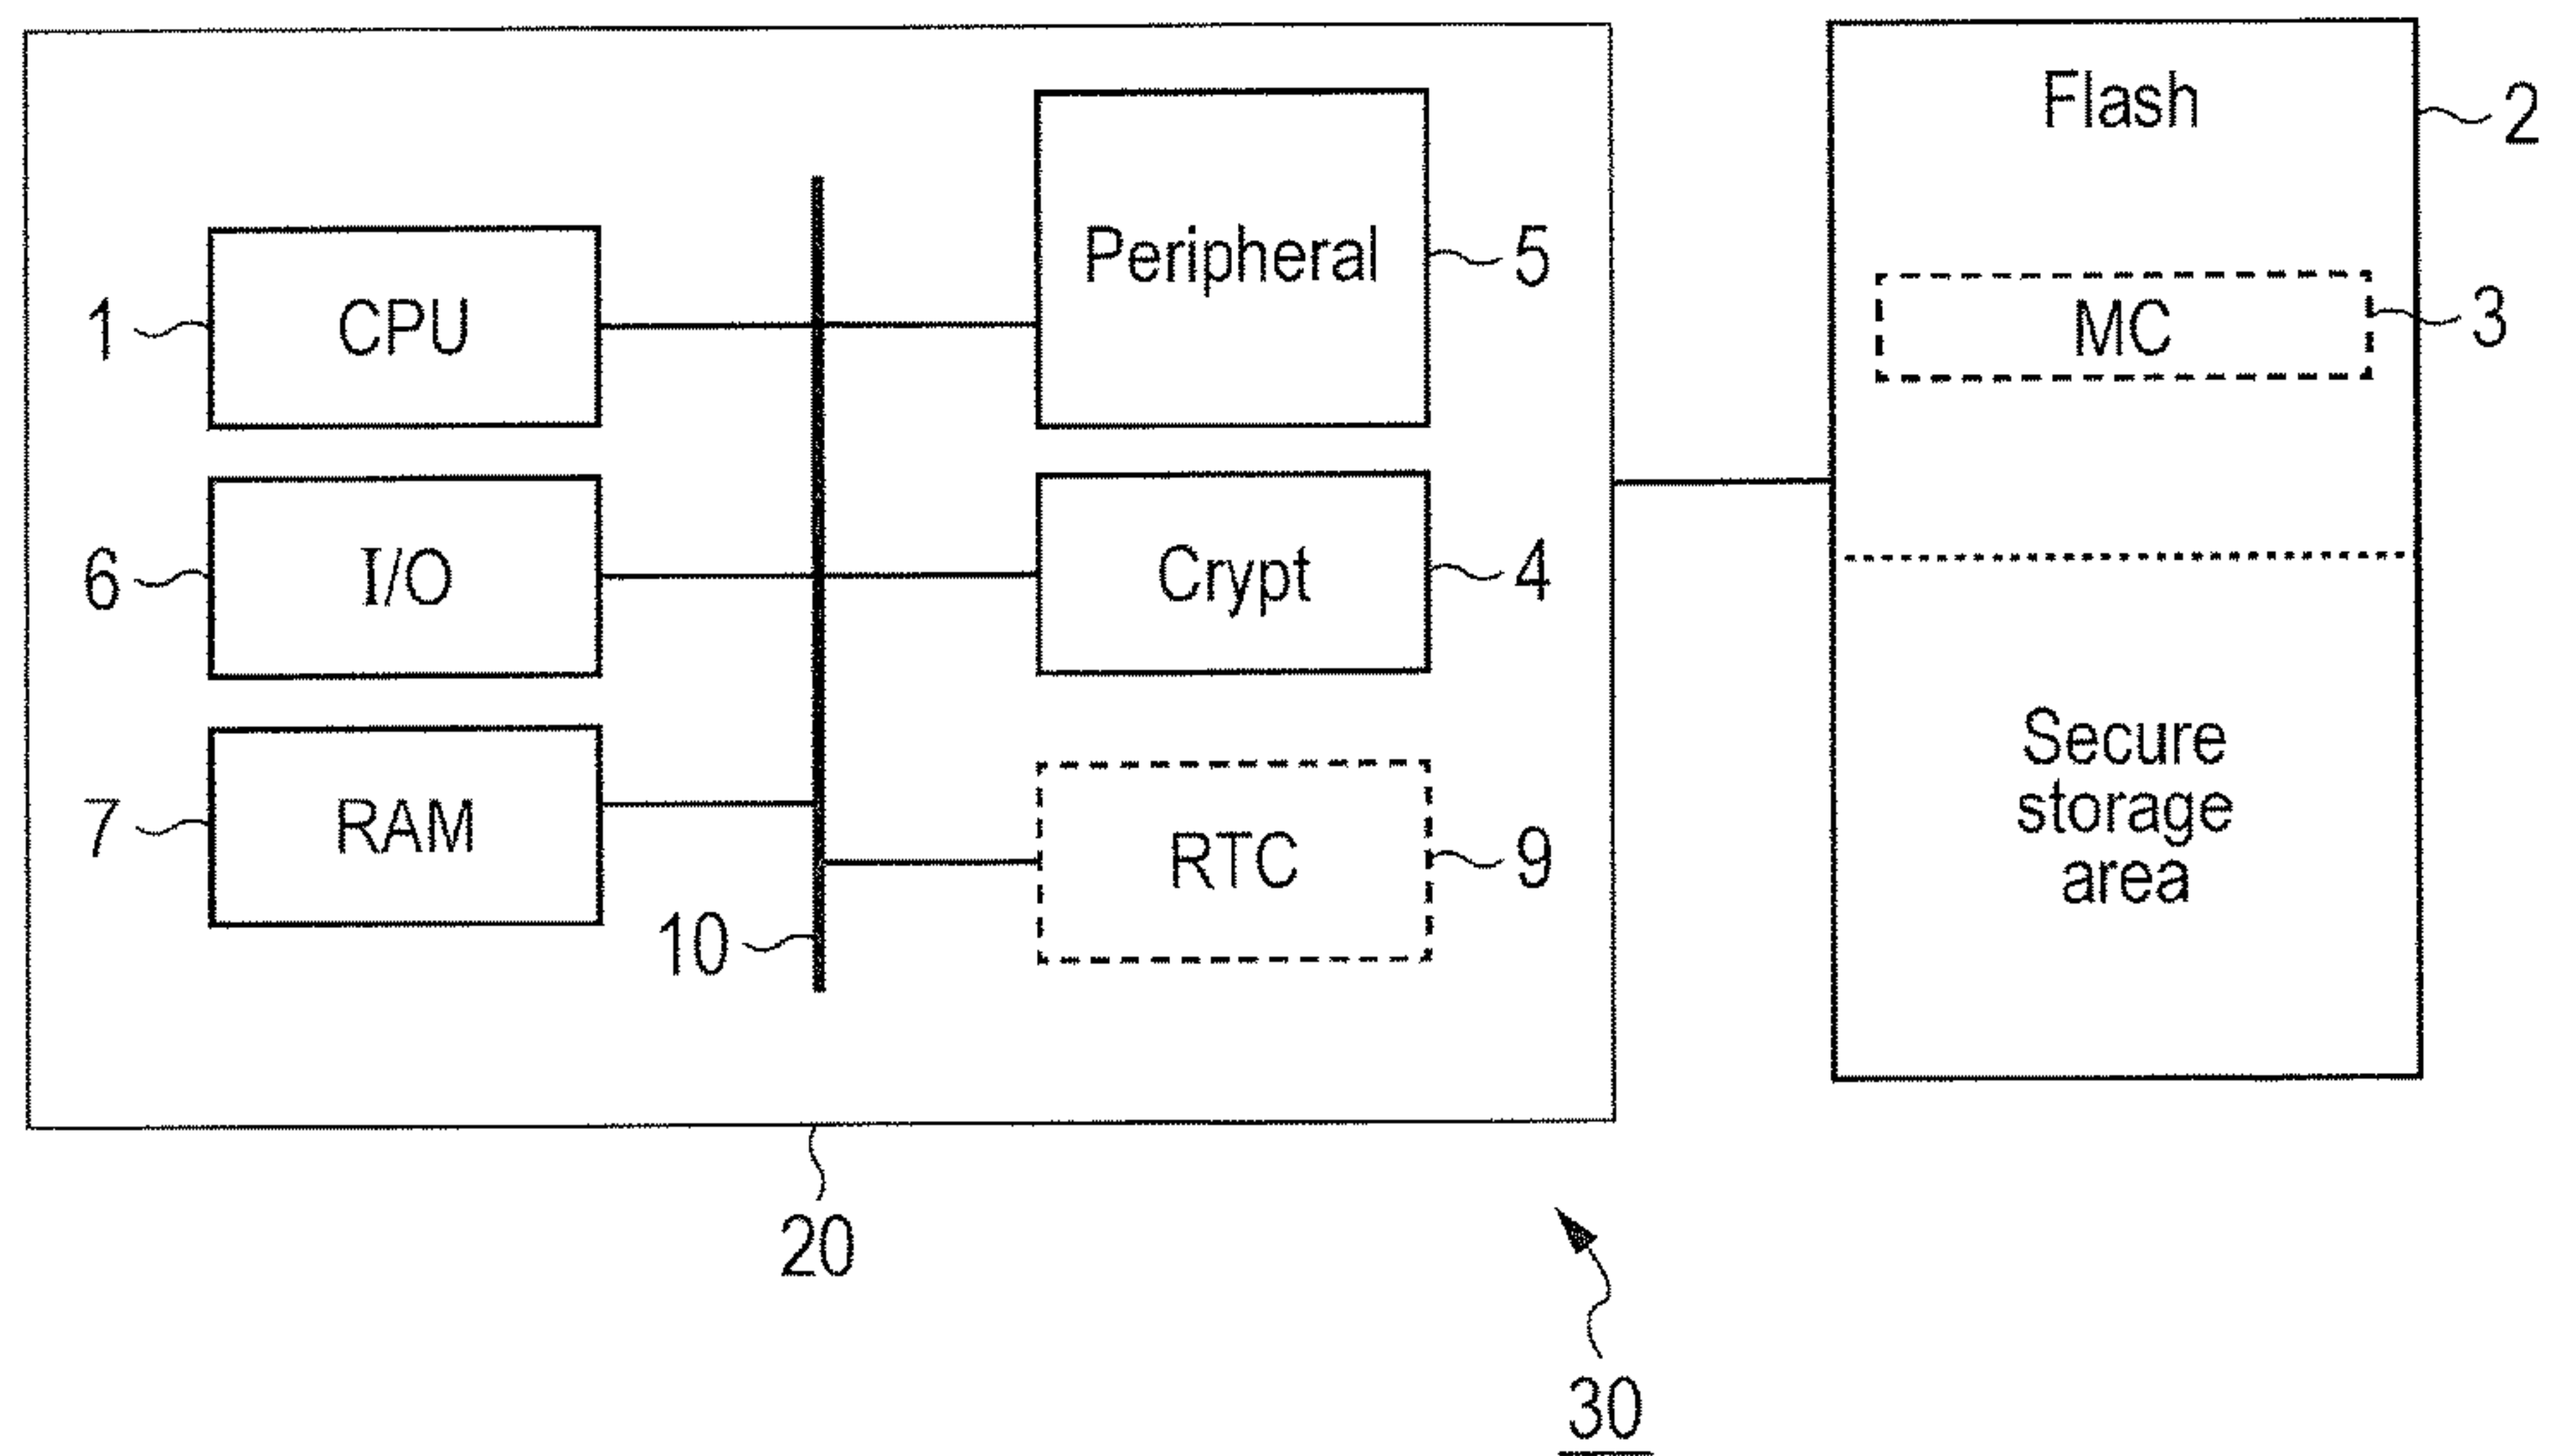 Flash
2
Peripheral
5
1
CPU
MC
3
6
I/O
Crypt
4
Secure
storage
area
7
RAM
RTC
9
10
20
30